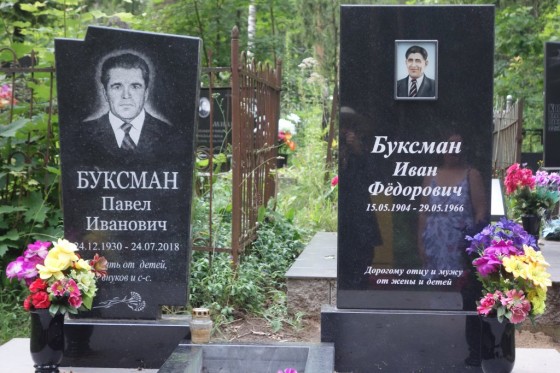 БУКСМАН
Павел
Иванович
24.12.1930 - 24.07.2018
от детей,
и с-с.
Буксман
Иван
Фёдорович
15.05.1904 - 29.05.1966
Дорогому отцу и мужу
от жены и детей